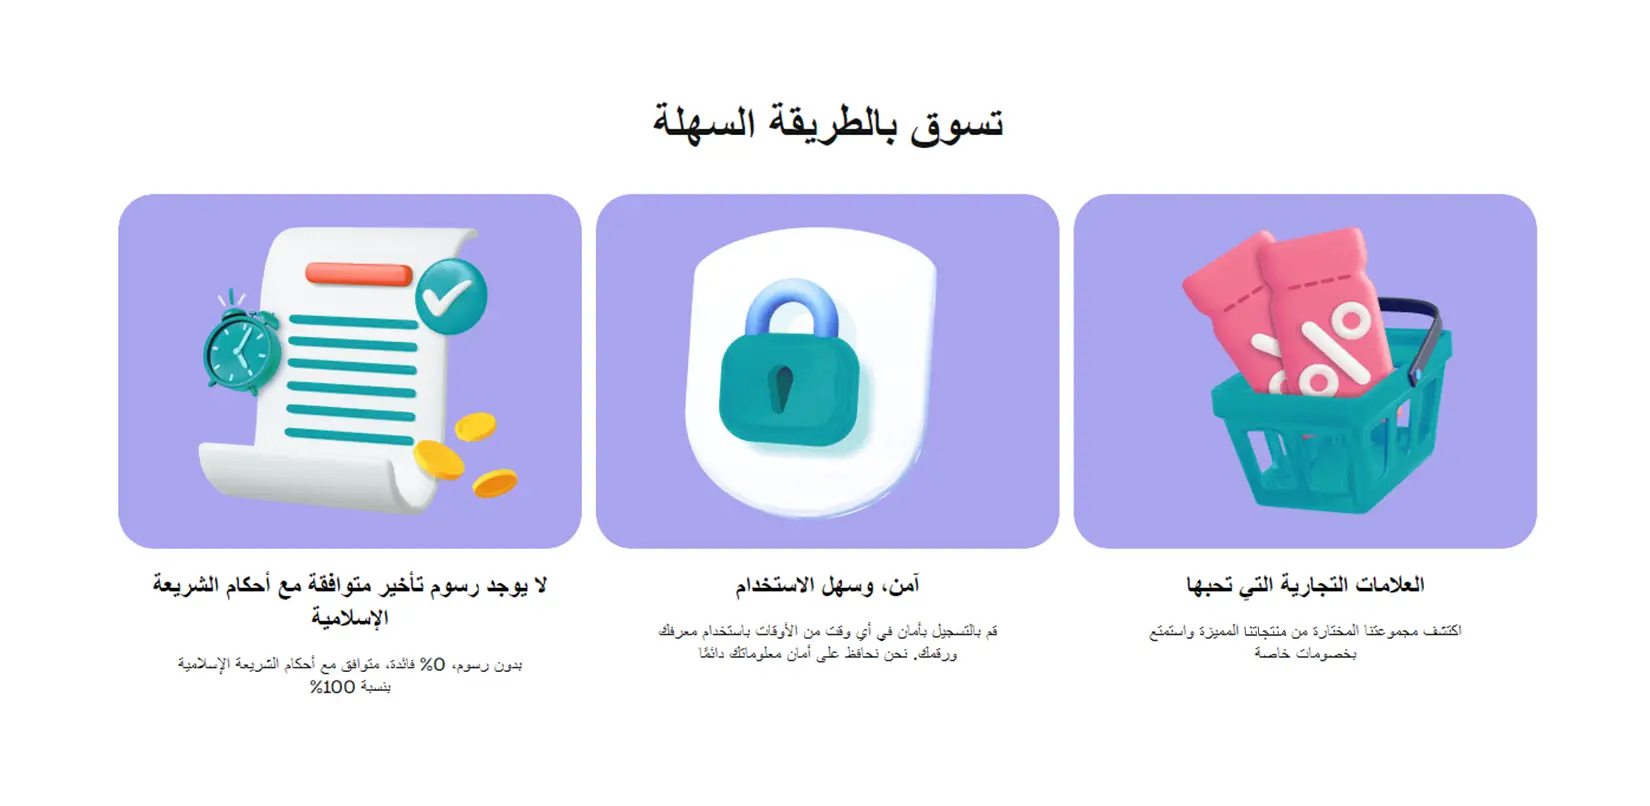 تسوق بالطريقة السهلة
العلامات التجارية التي تحبها
اكتشف مجموعتنا المختارة من منتجاتنا المميزة واستمتع
بخصومات خاصة
آمن، وسهل الاستخدام
قم بالتسجيل بأمان في أي وقت من الأوقات باستخدام معرفك
ورقمك. نحن نحافظ على أمان معلوماتك دائمًا
لا يوجد رسوم تأخير متوافقة مع أحكام الشريعة
الإسلامية
بدون رسوم، 0% فائدة، متوافق مع أحكام الشريعة الإسلامية
بنسبة 100%
%
%